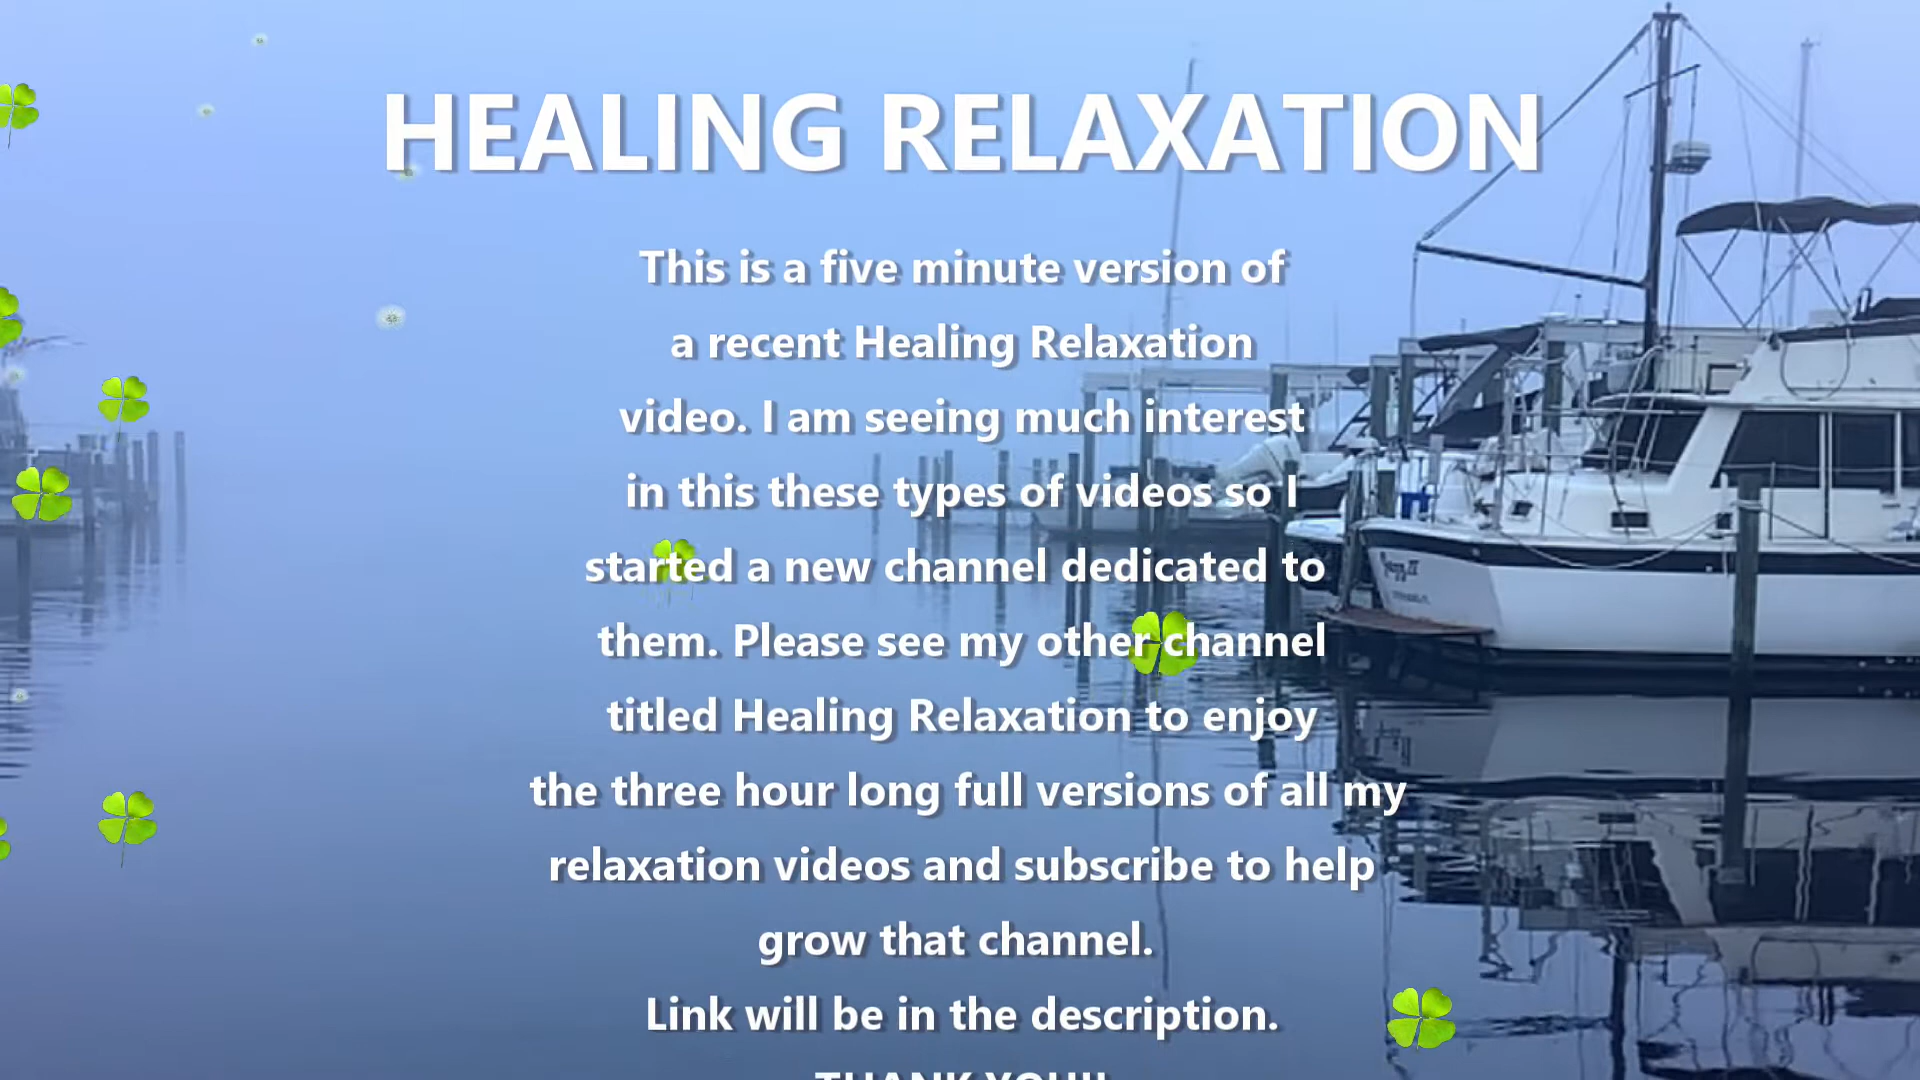 HEALING RELAXATION
This is a five minute version of
a recent Healing Relaxation
video. I am seeing much interest
in this these types of videos so I
started a new channel dedicated to
them. Please see my other channel
titled Healing Relaxation to enjoy
the three hour long full versions of all my
relaxation videos and subscribe to help
grow that channel.
Link will be in the description.
THANK YOU!!